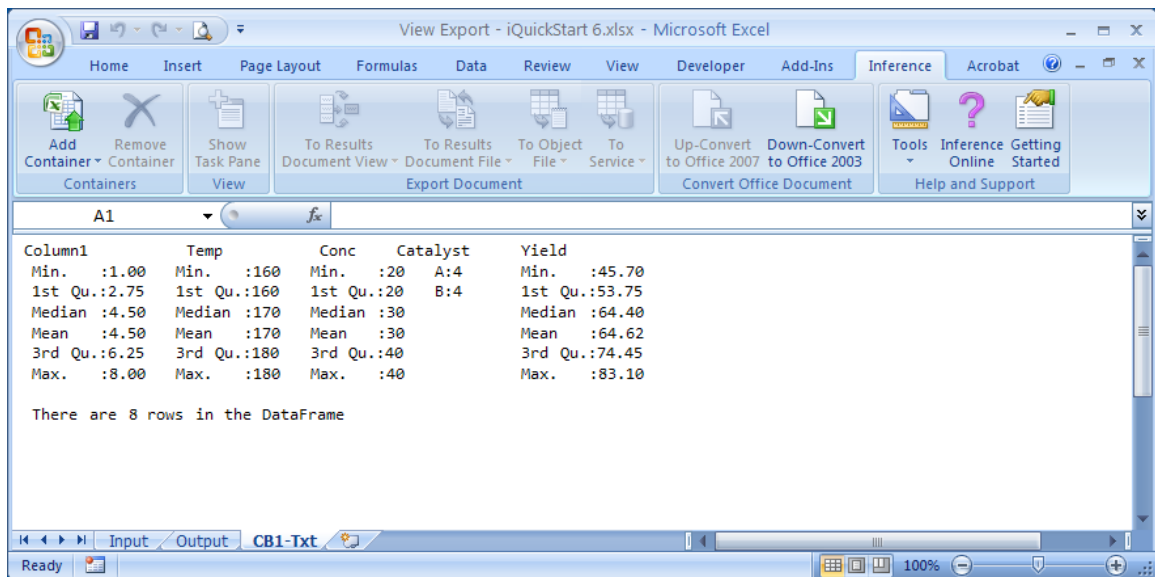 View Export - iQuickStart 6.xlsx - Microsoft Excel
Home Insert Page Layout Formulas Data Review View Developer Add-Ins Inference Acrobat
Add Container Remove Container Show Task Pane To Results Document View To Results Document File To Object File To Service Up-Convert to Office 2007 Down-Convert to Office 2003 Tools Inference Online Getting Started
Containers View Export Document Convert Office Document Help and Support
A1 fx
Column1 Temp Conc Catalyst Yield
Min. :1.00 Min. :160 Min. :20 A:4 Min. :45.70
1st Qu.:2.75 1st Qu.:160 1st Qu.:20 B:4 1st Qu.:53.75
Median :4.50 Median :170 Median :30 Median :64.40
Mean :4.50 Mean :170 Mean :30 Mean :64.62
3rd Qu.:6.25 3rd Qu.:180 3rd Qu.:40 3rd Qu.:74.45
Max. :8.00 Max. :180 Max. :40 Max. :83.10
There are 8 rows in the DataFrame
Input Output CB1-Txt
Ready 100%